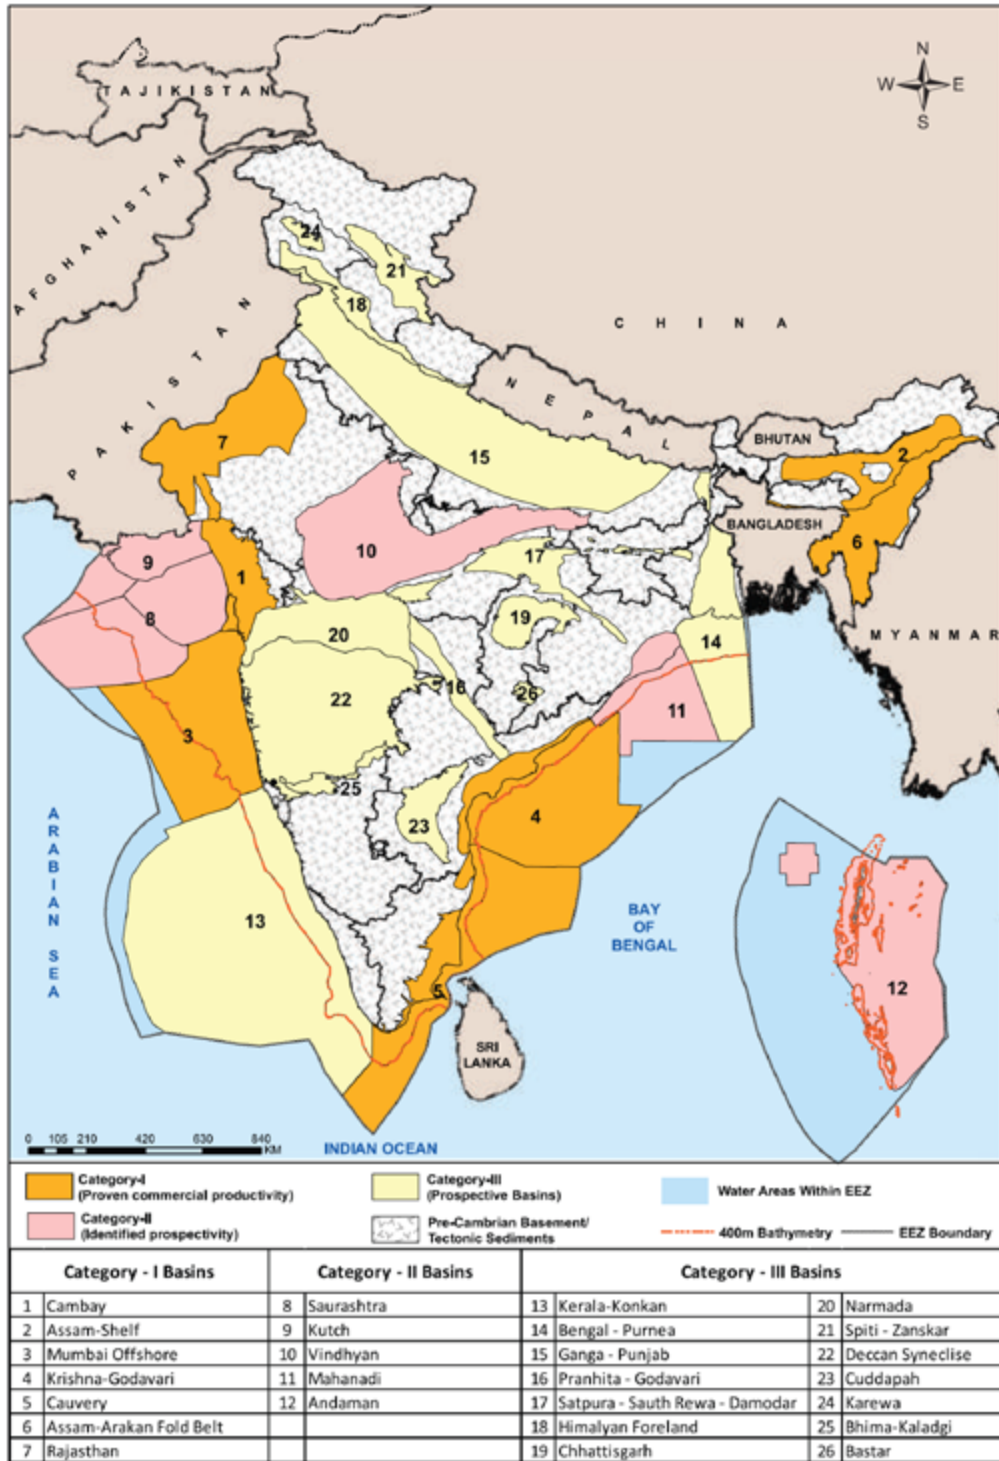 N
W E
S
TAJIKISTAN
AFGHANISTAN
PAKISTAN
CHINA
NEPAL
BHUTAN
BANGLADESH
MYANMAR
24
21
18
7
15
2
6
10
9
1
8
17
19
20
14
16
26
22
11
3
25
4
23
13
5
12
ARABIAN SEA
BAY
OF
BENGAL
SRI
LANKA
INDIAN OCEAN
0 105 210 420 630 840
KM
Category-I
(Proven commercial productivity)
Category-II
(Identified prospectivity)
Category-III
(Prospective Basins)
Pre-Cambrian Basement/
Tectonic Sediments
Water Areas Within EEZ
400m Bathymetry EEZ Boundary
Category - I Basins Category - II Basins Category - III Basins
1 Cambay 8 Saurashtra 13 Kerala-Konkan 20 Narmada
2 Assam-Shelf 9 Kutch 14 Bengal - Purnea 21 Spiti - Zanskar
3 Mumbai Offshore 10 Vindhyan 15 Ganga - Punjab 22 Deccan Syneclise
4 Krishna-Godavari 11 Mahanadi 16 Pranhita - Godavari 23 Cuddapah
5 Cauvery 12 Andaman 17 Satpura - Sauth Rewa - Damodar 24 Karewa
6 Assam-Arakan Fold Belt 18 Himalyan Foreland 25 Bhima-Kaladgi
7 Rajasthan 19 Chhattisgarh 26 Bastar